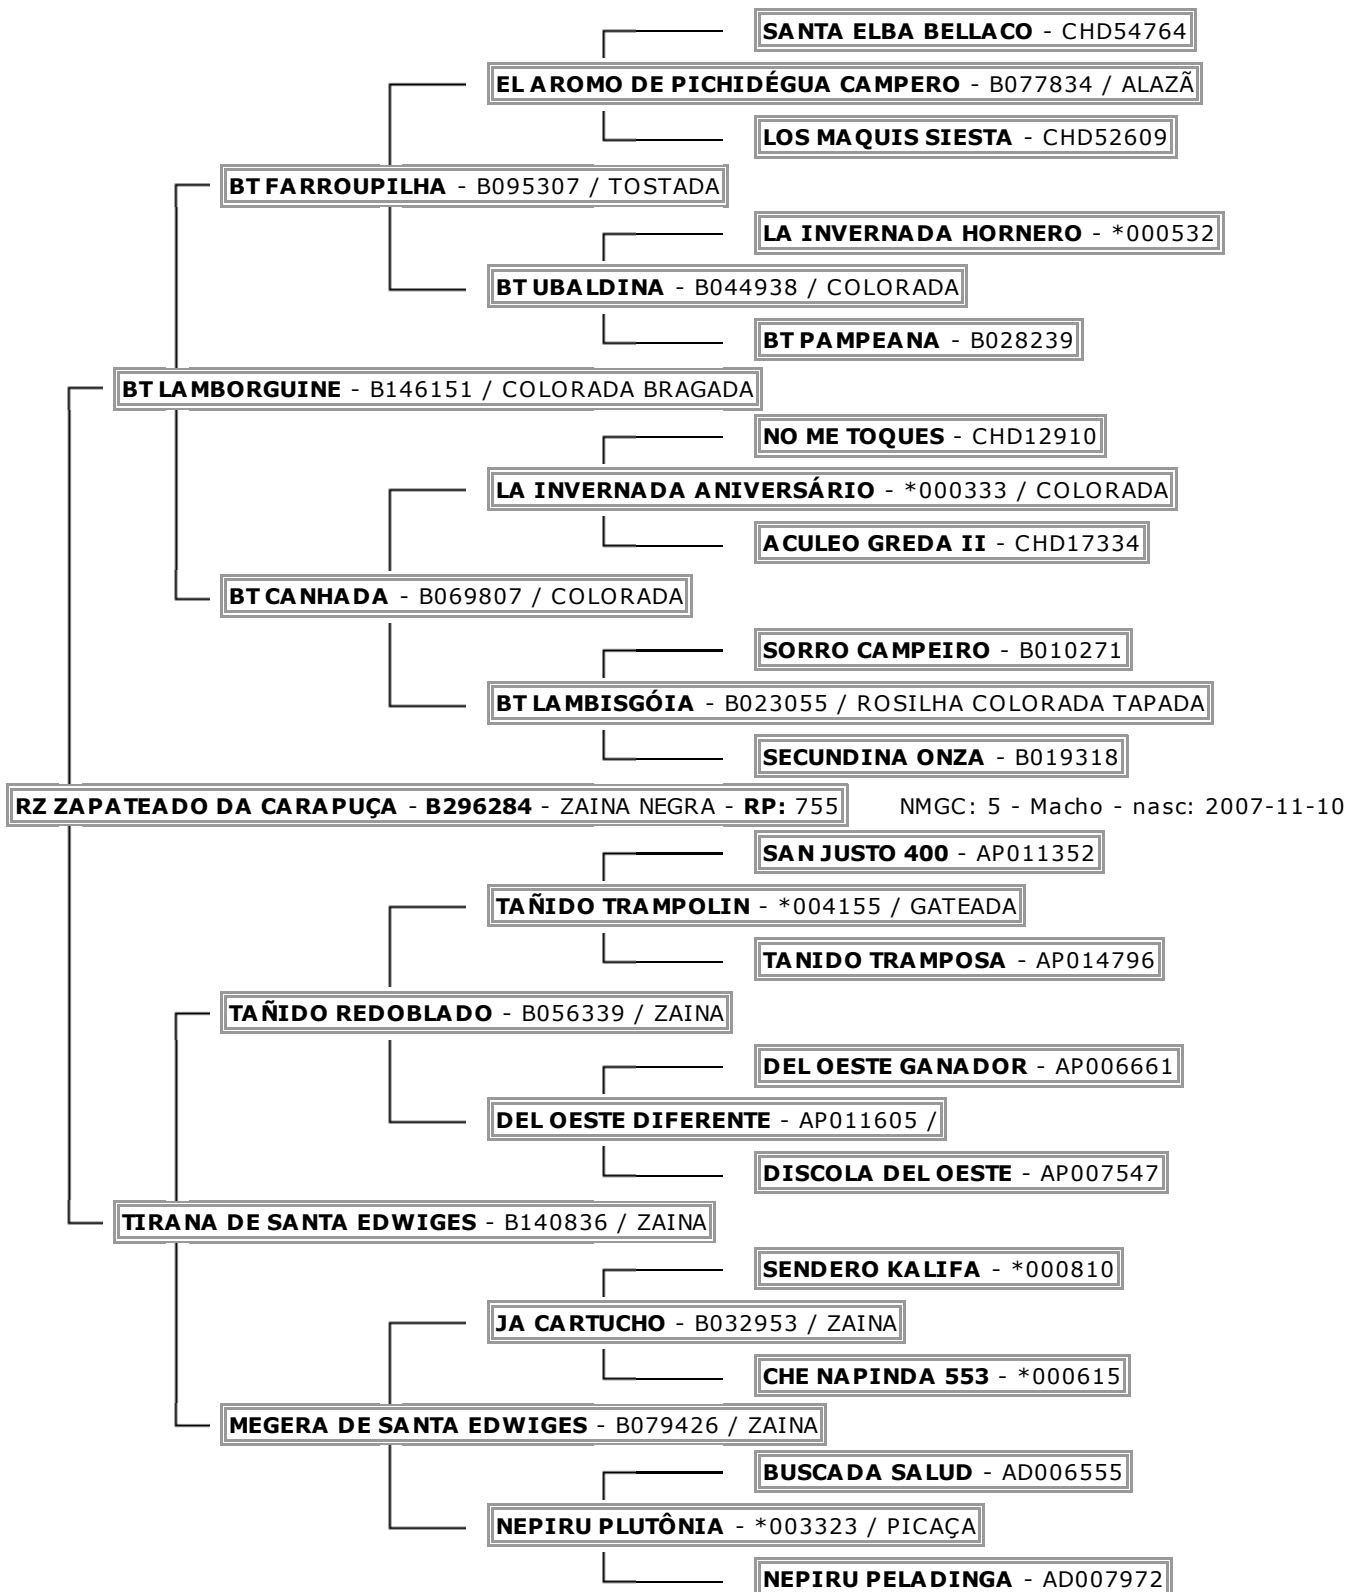 SANTA ELBA BELLACO - CHD54764
EL AROMO DE PICHIDÉGUA CAMPERO - B077834 / ALAZÃ
LOS MAQUIS SIESTA - CHD52609
BT FARROUPILHA - B095307 / TOSTADA
LA INVERNADA HORNERO - *000532
BT UBALDINA - B044938 / COLORADA
BT PAMPEANA - B028239
BT LAMBORGUINE - B146151 / COLORADA BRAGADA
NO ME TOQUES - CHD12910
LA INVERNADA ANIVERSÁRIO - *000333 / COLORADA
ACULEO GREDA II - CHD17334
BT CANHADA - B069807 / COLORADA
SORRO CAMPEIRO - B010271
BT LAMBISGÓIA - B023055 / ROSILHA COLORADA TAPADA
SECUNDINA ONZA - B019318
RZ ZAPATEADO DA CARAPUÇA - B296284 - ZAINA NEGRA - RP: 755 NMGC: 5 - Macho - nasc: 2007-11-10
SAN JUSTO 400 - AP011352
TAÑIDO TRAMPOLIN - *004155 / GATEADA
TANIDO TRAMPOSA - AP014796
TAÑIDO REDOBLADO - B056339 / ZAINA
DEL OESTE GANADOR - AP006661
DEL OESTE DIFERENTE - AP011605 /
DISCOLA DEL OESTE - AP007547
TIRANA DE SANTA EDWIGES - B140836 / ZAINA
SENDERO KALIFA - *000810
JA CARTUCHO - B032953 / ZAINA
CHE NAPINDA 553 - *000615
MEGERA DE SANTA EDWIGES - B079426 / ZAINA
BUSCADA SALUD - AD006555
NEPIRU PLUTÔNIA - *003323 / PICAÇA
NEPIRU PELADINGA - AD007972